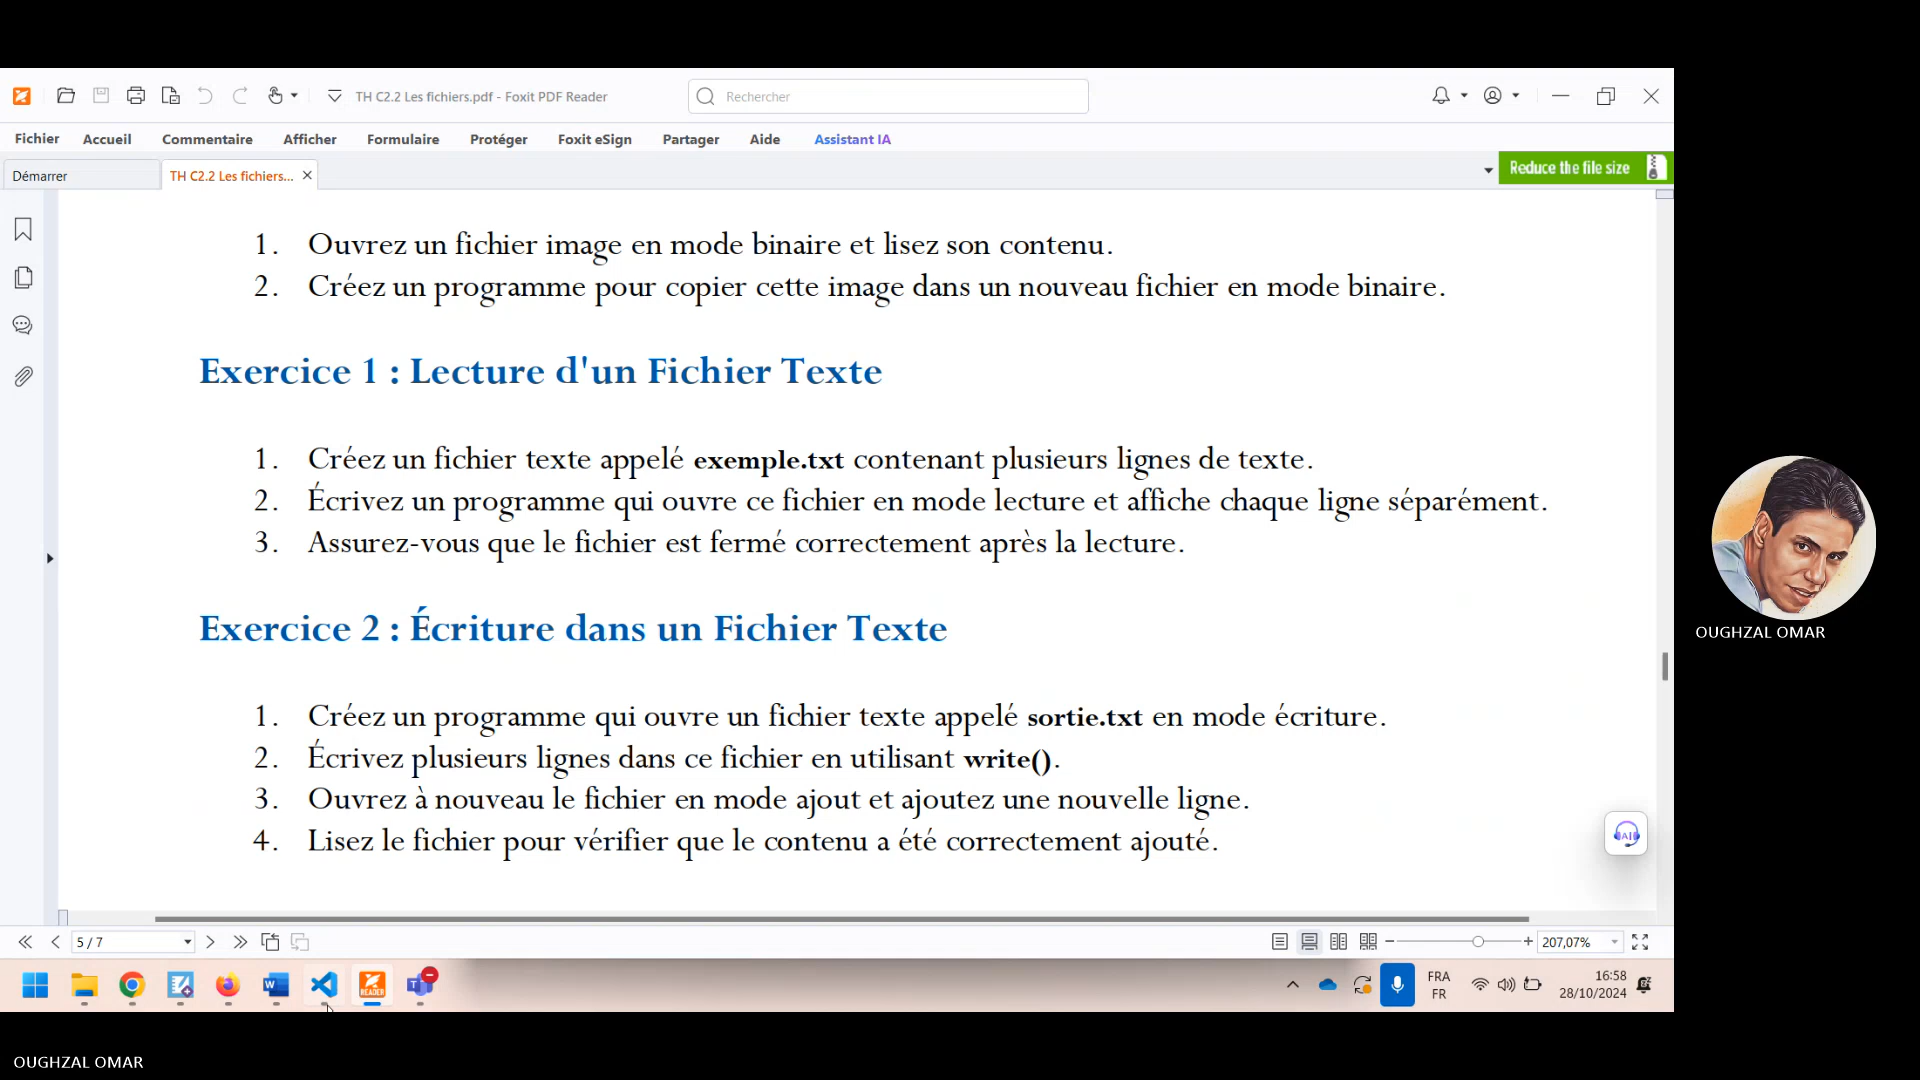 TH C2.2 Les fichiers.pdf - Foxit PDF Reader
Rechercher
Fichier Accueil Commentaire Afficher Formulaire Protéger Foxit eSign Partager Aide Assistant IA
Démarrer
TH C2.2 Les fichiers...
Reduce the file size
1. Ouvrez un fichier image en mode binaire et lisez son contenu.
2. Créez un programme pour copier cette image dans un nouveau fichier en mode binaire.
Exercice 1 : Lecture d'un Fichier Texte
1. Créez un fichier texte appelé exemple.txt contenant plusieurs lignes de texte.
2. Écrivez un programme qui ouvre ce fichier en mode lecture et affiche chaque ligne séparément.
3. Assurez-vous que le fichier est fermé correctement après la lecture.
Exercice 2 : Écriture dans un Fichier Texte
1. Créez un programme qui ouvre un fichier texte appelé sortie.txt en mode écriture.
2. Écrivez plusieurs lignes dans ce fichier en utilisant write().
3. Ouvrez à nouveau le fichier en mode ajout et ajoutez une nouvelle ligne.
4. Lisez le fichier pour vérifier que le contenu a été correctement ajouté.
AI
5 / 7
207,07%
READER
FRA
FR
16:58
28/10/2024
OUGHZAL OMAR
OUGHZAL OMAR